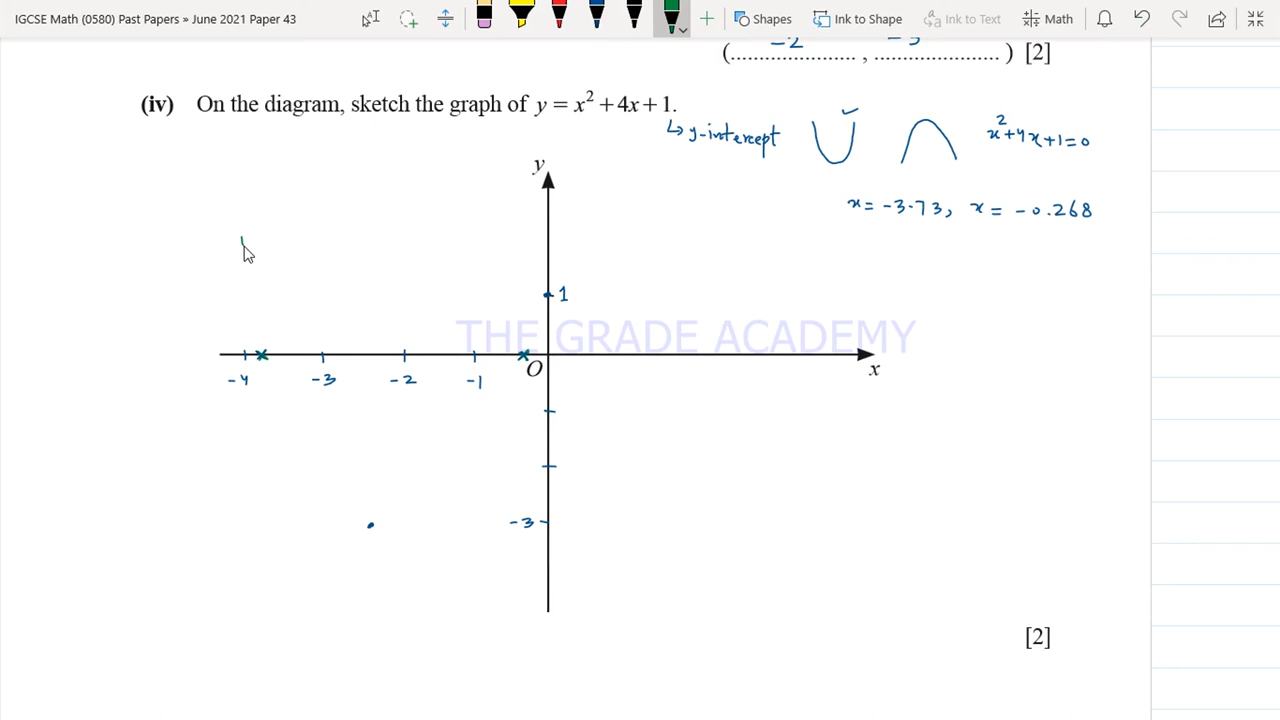 IGCSE Math (0580) Past Papers » June 2021 Paper 43
Shapes
Ink to Shape
Ink to Text
Math
(...................... , ...................... ) [2]
-2
(iv) On the diagram, sketch the graph of y = x² + 4x + 1.
↳ y-intercept
x² + 4x + 1 = 0
x = -3.73, x = -0.268
y
1
THE GRADE ACADEMY
-4 -3 -2 -1 O x
-3
[2]